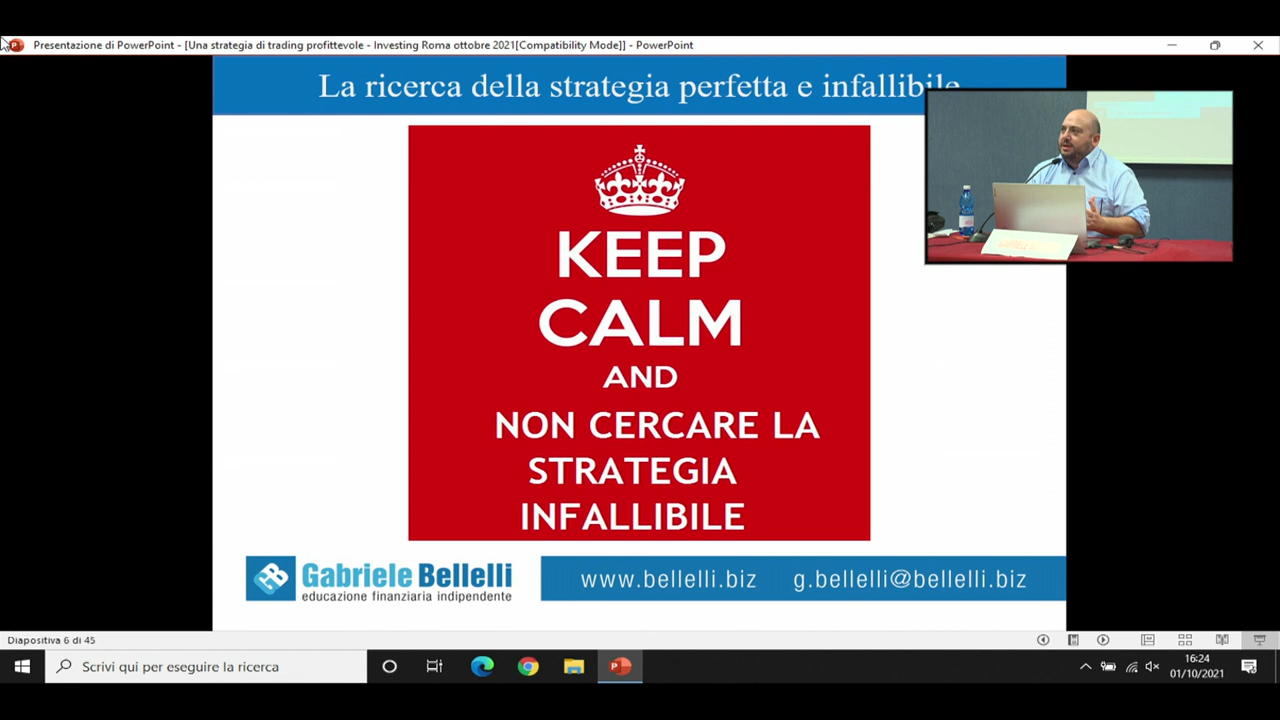 Presentazione di PowerPoint - [Una strategia di trading profittevole - Investing Roma ottobre 2021[Compatibility Mode]] - PowerPoint
La ricerca della strategia perfetta e infallibile
KEEP
CALM
AND
NON CERCARE LA
STRATEGIA
INFALLIBILE
Gabriele Bellelli
educazione finanziaria indipendente
www.bellelli.biz g.bellelli@bellelli.biz
Diapositiva 6 di 45
Scrivi qui per eseguire la ricerca
16:24
01/10/2021